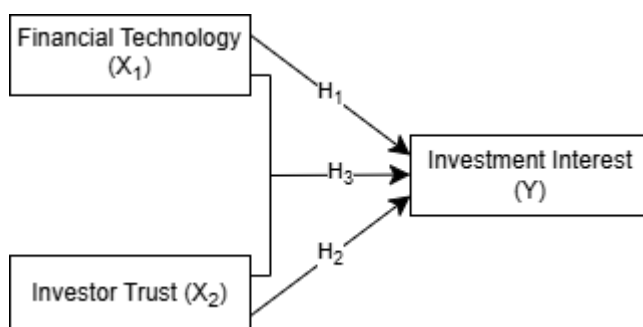 Financial Technology
(X₁)
H₁
Investment Interest
(Y)
H₃
H₂
Investor Trust (X₂)